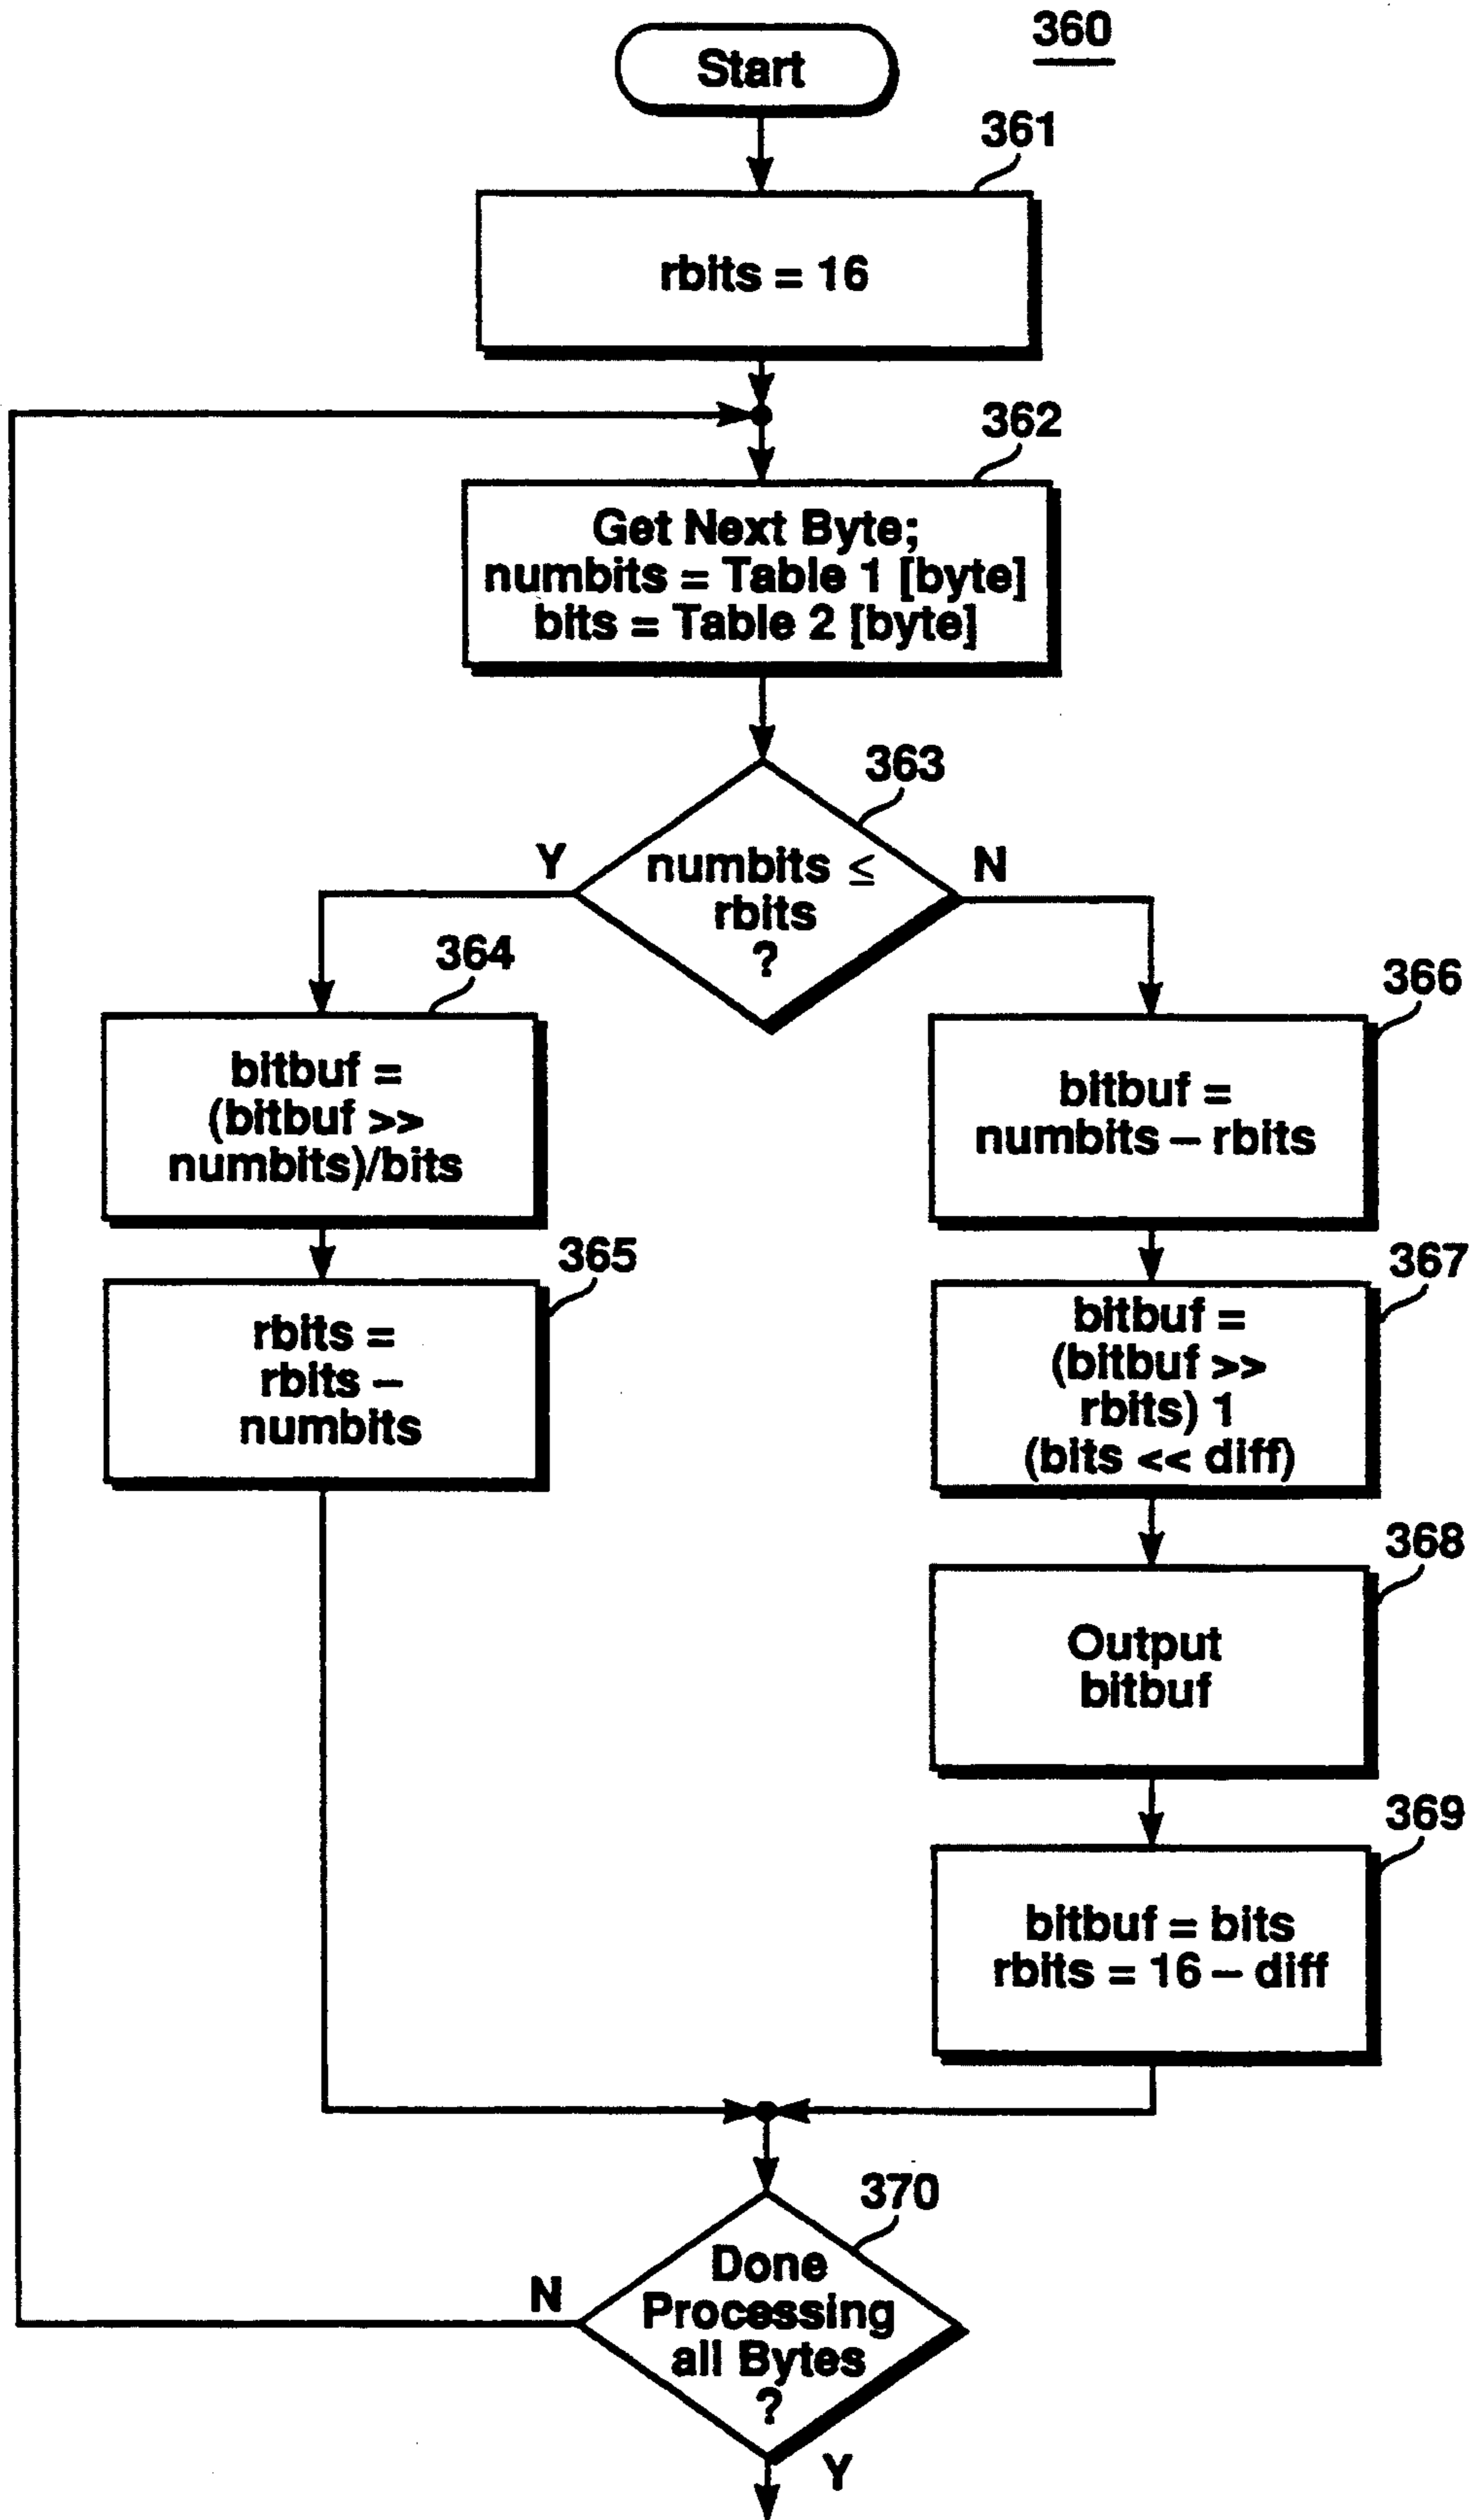 360
Start
361
rbits = 16
362
Get Next Byte;
numbits = Table 1 [byte]
bits = Table 2 [byte]
363
numbits ≤
rbits
?
Y
N
364
bitbuf =
(bitbuf >>
numbits)/bits
365
rbits =
rbits –
numbits
366
bitbuf =
numbits – rbits
367
bitbuf =
(bitbuf >>
rbits) 1
(bits << diff)
368
Output
bitbuf
369
bitbuf = bits
rbits = 16 – diff
370
Done
Processing
all Bytes
?
N
Y